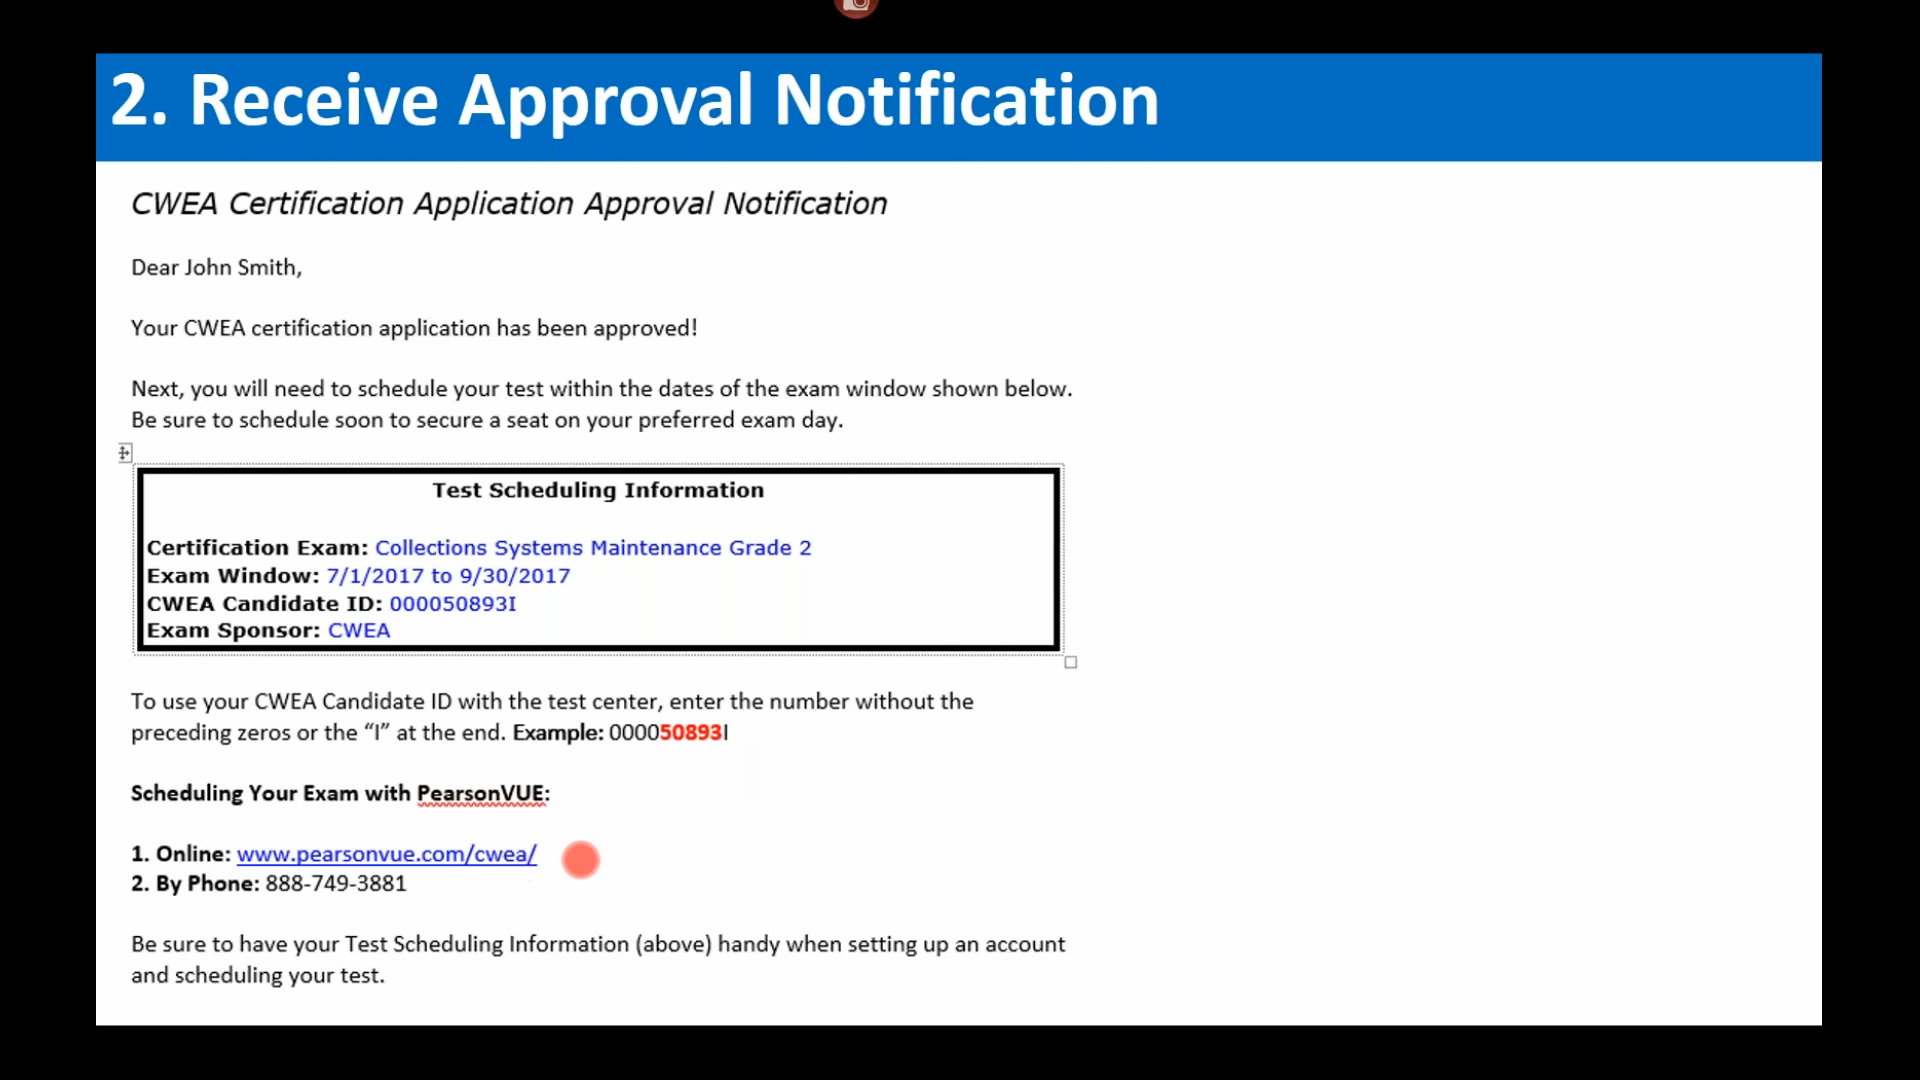 2. Receive Approval Notification
CWEA Certification Application Approval Notification
Dear John Smith,
Your CWEA certification application has been approved!
Next, you will need to schedule your test within the dates of the exam window shown below.
Be sure to schedule soon to secure a seat on your preferred exam day.
Test Scheduling Information
Certification Exam: Collections Systems Maintenance Grade 2
Exam Window: 7/1/2017 to 9/30/2017
CWEA Candidate ID: 000050893I
Exam Sponsor: CWEA
To use your CWEA Candidate ID with the test center, enter the number without the
preceding zeros or the “I” at the end. Example: 000050893I
Scheduling Your Exam with PearsonVUE:
1. Online: www.pearsonvue.com/cwea/
2. By Phone: 888-749-3881
Be sure to have your Test Scheduling Information (above) handy when setting up an account
and scheduling your test.